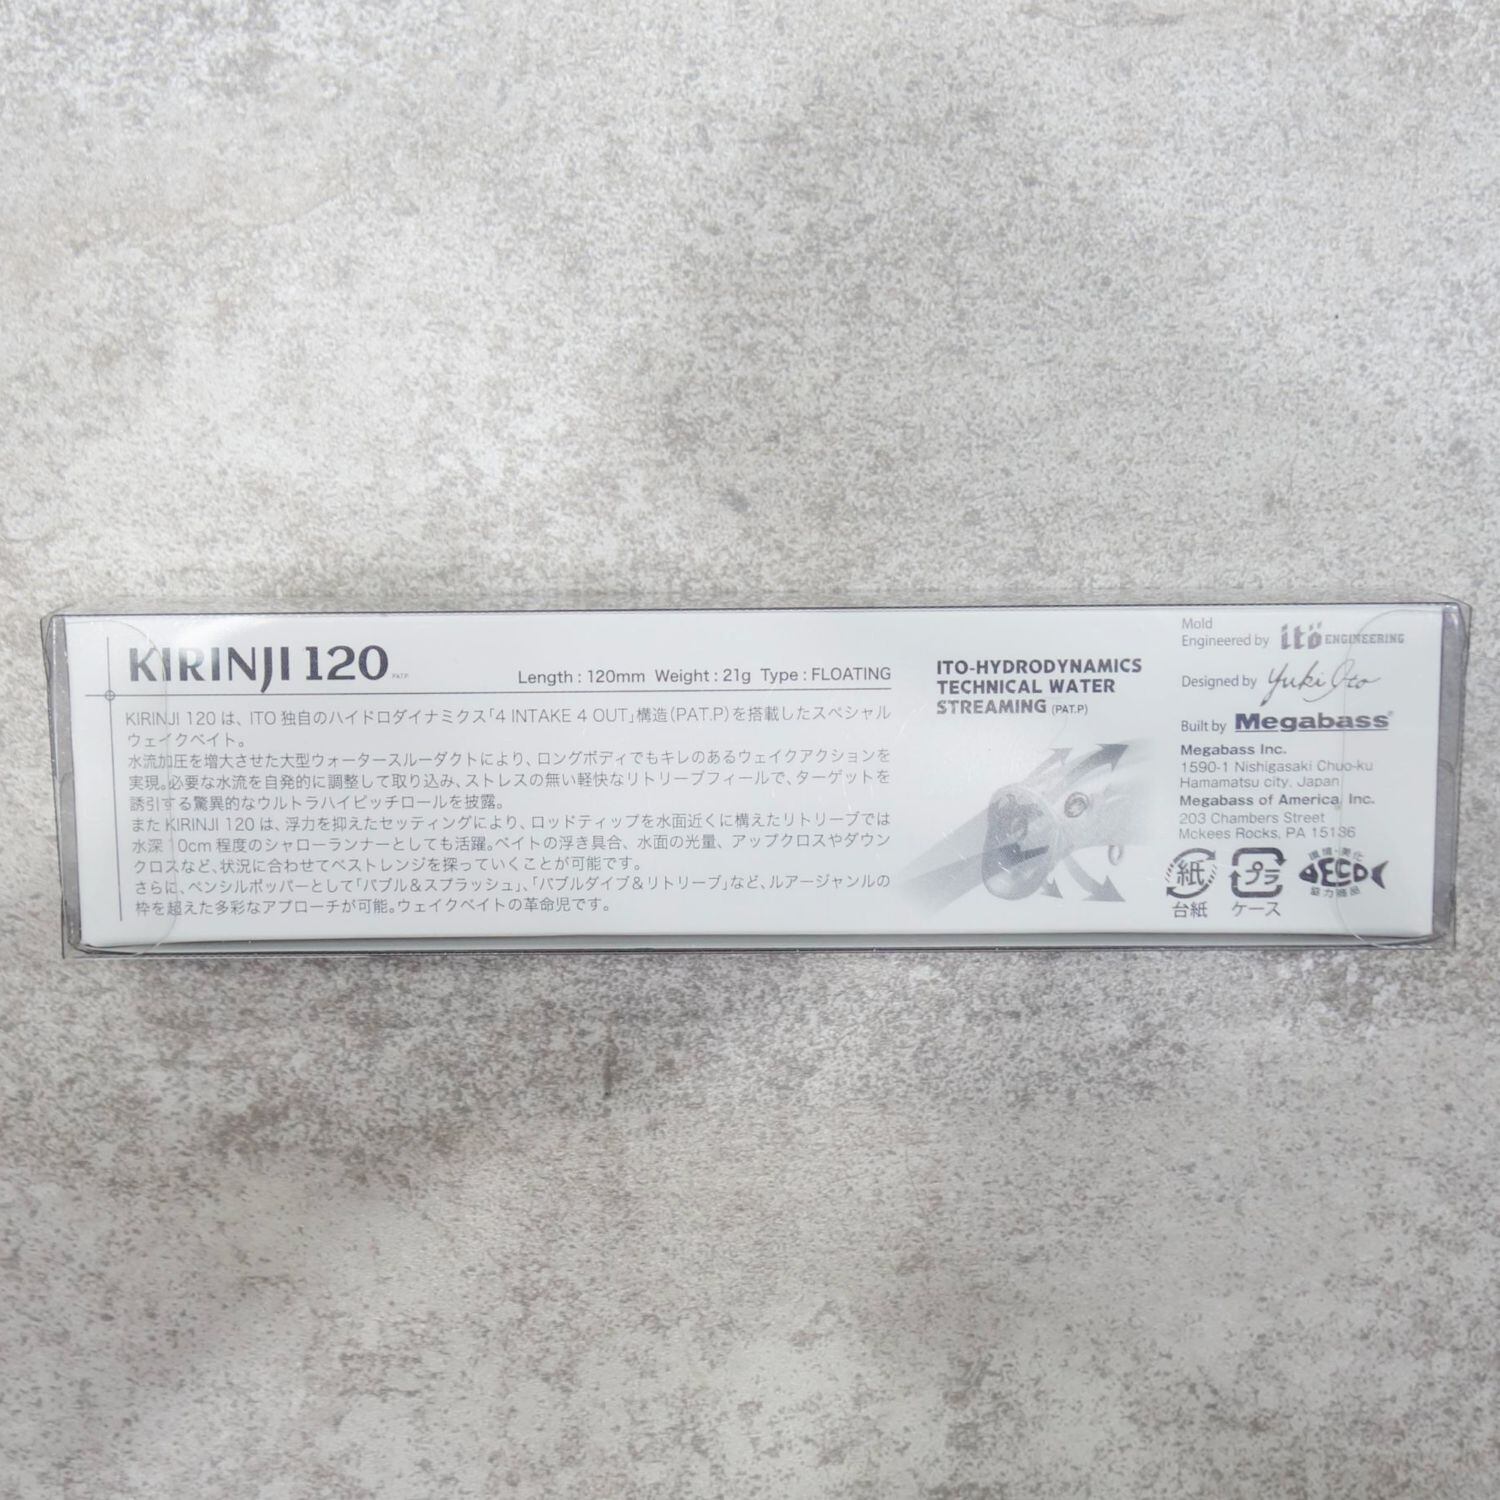 KIRINJI 120 PAT.P.
Length : 120mm Weight : 21g Type : FLOATING
KIRINJI 120 は、ITO 独自のハイドロダイナミクス「4 INTAKE 4 OUT」構造(PAT.P)を搭載したスペシャル
ウェイクベイト。
水流加圧を増大させた大型ウォータースルーダクトにより、ロングボディでもキレのあるウェイクアクションを
実現。必要な水流を自発的に調整して取り込み、ストレスの無い軽快なリトリーブフィールで、ターゲットを
誘引する驚異的なウルトラハイピッチロールを披露。
また KIRINJI 120 は、浮力を抑えたセッティングにより、ロッドティップを水面近くに構えたリトリーブでは
水深 10cm 程度のシャローランナーとしても活躍。ベイトの浮き具合、水面の光量、アップクロスやダウン
クロスなど、状況に合わせてベストレンジを探っていくことが可能です。
さらに、ペンシルポッパーとして「バブル＆スプラッシュ」、「バブルダイブ＆リトリーブ」など、ルアージャンルの
枠を超えた多彩なアプローチが可能。ウェイクベイトの革命児です。
ITO-HYDRODYNAMICS
TECHNICAL WATER
STREAMING (PAT.P)
Mold
Engineered by itö ENGINEERING
Designed by Yuki Ito
Built by Megabass®
Megabass Inc.
1590-1 Nishigasaki Chuo-ku
Hamamatsu city, Japan
Megabass of America, Inc.
203 Chambers Street
Mckees Rocks, PA 15136
紙
台紙
プラ
ケース
環境・美化
ECO
協力商品